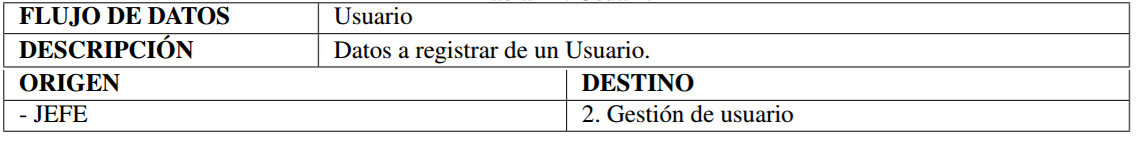 FLUJO DE DATOS Usuario
DESCRIPCIÓN Datos a registrar de un Usuario.
ORIGEN DESTINO
- JEFE 2. Gestión de usuario